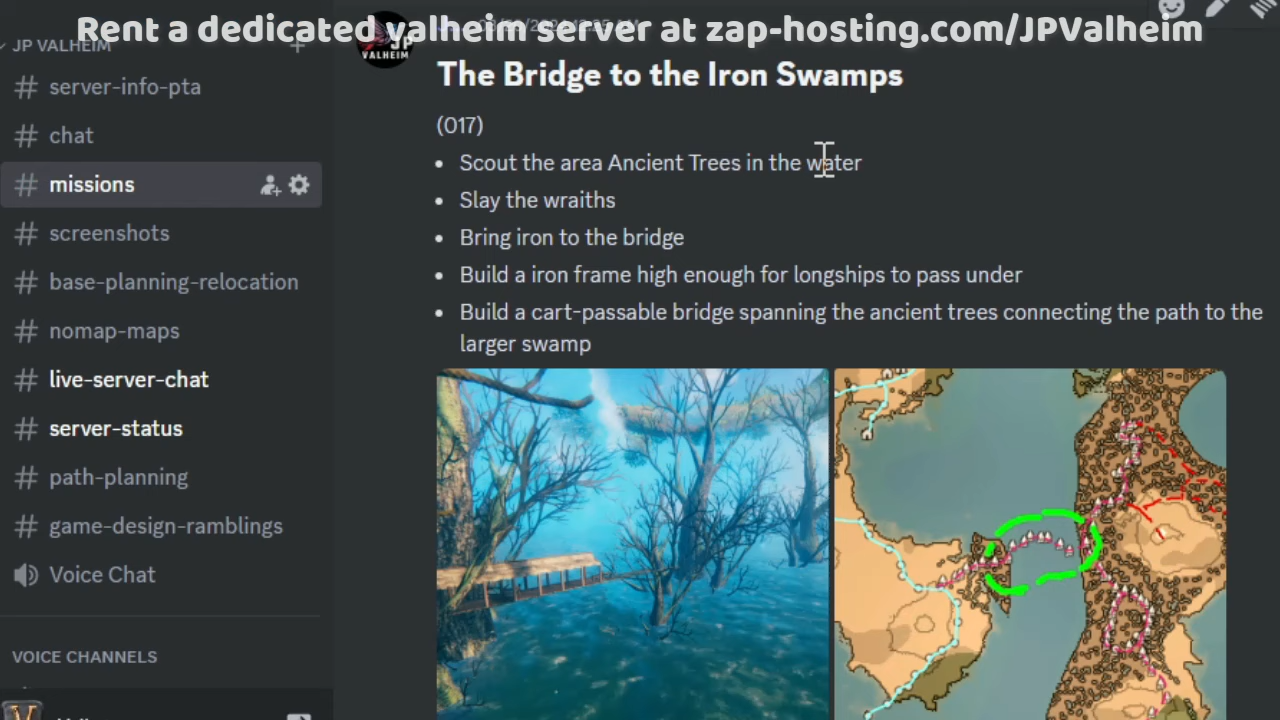 Rent a dedicated valheim server at zap-hosting.com/JPValheim
JP VALHEIM
# server-info-pta
# chat
# missions
# screenshots
# base-planning-relocation
# nomap-maps
# live-server-chat
# server-status
# path-planning
# game-design-ramblings
Voice Chat
VOICE CHANNELS
JP
VALHEIM
The Bridge to the Iron Swamps
(017)
• Scout the area Ancient Trees in the water
• Slay the wraiths
• Bring iron to the bridge
• Build a iron frame high enough for longships to pass under
• Build a cart-passable bridge spanning the ancient trees connecting the path to the
larger swamp